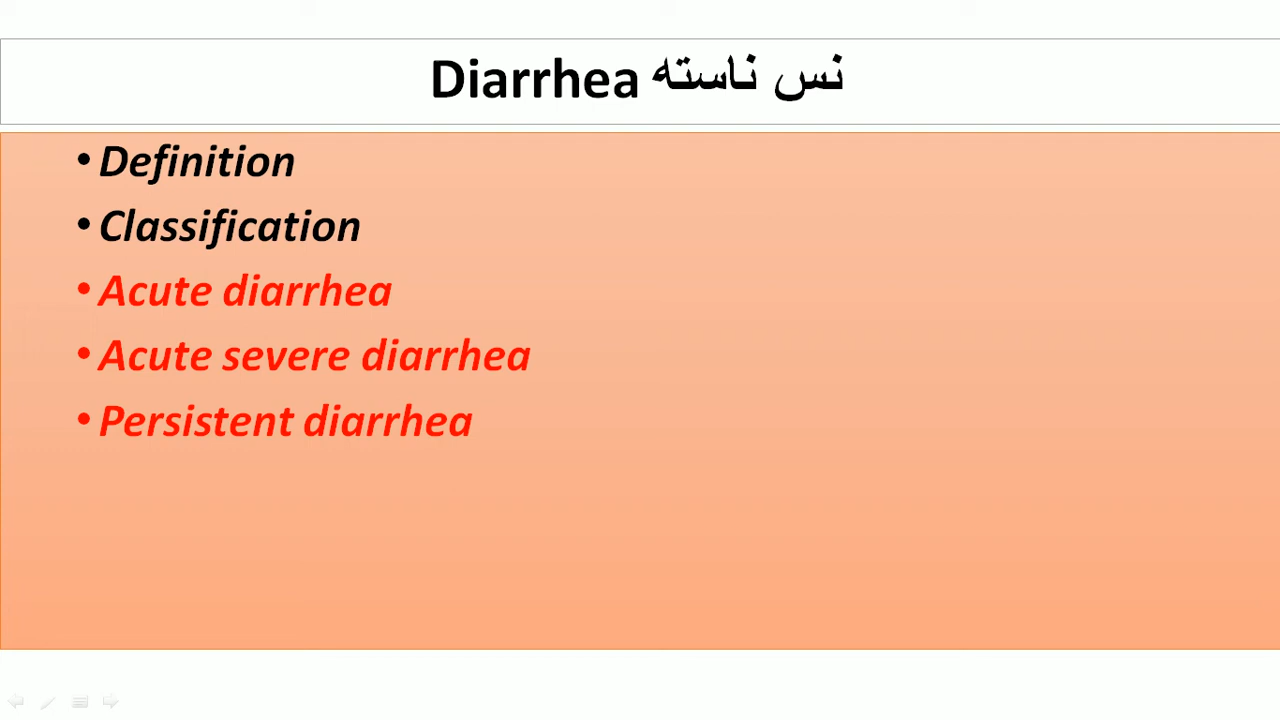 Diarrhea نس ناسته
• Definition
• Classification
• Acute diarrhea
• Acute severe diarrhea
• Persistent diarrhea